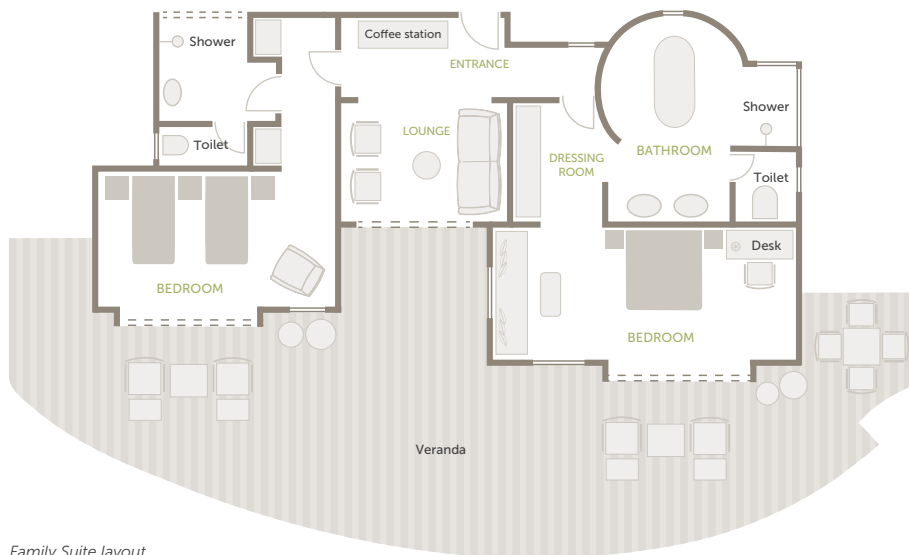 Shower
Coffee station
ENTRANCE
Shower
LOUNGE
Toilet
DRESSING
ROOM
BATHROOM
Toilet
Desk
BEDROOM
BEDROOM
Veranda
Family Suite layout